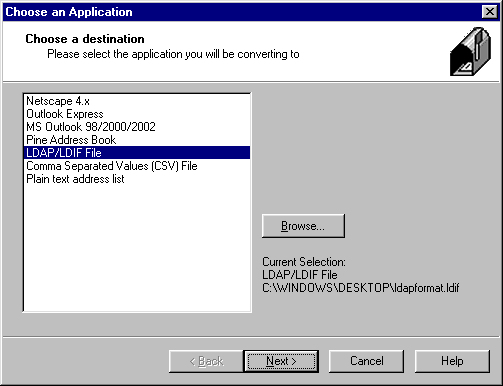 Choose an Application
Choose a destination
Please select the application you will be converting to
Netscape 4.x
Outlook Express
MS Outlook 98/2000/2002
Pine Address Book
LDAP/LDIF File
Comma Separated Values (CSV) File
Plain text address list
Browse...
Current Selection:
LDAP/LDIF File
C:\WINDOWS\DESKTOP\ldapformat.ldif
< Back
Next >
Cancel
Help